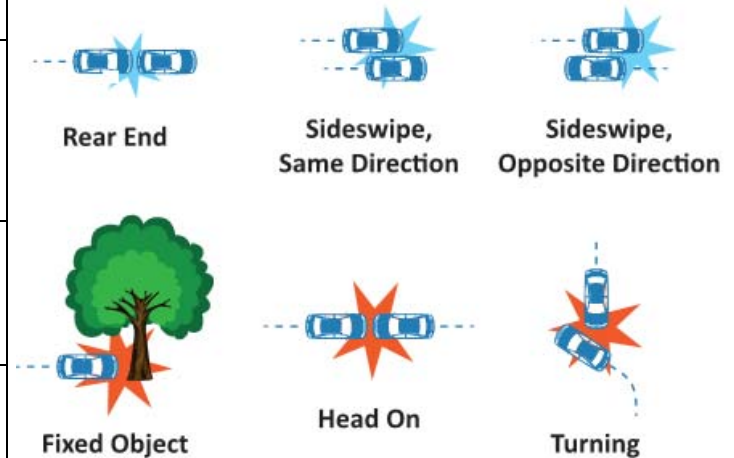 Rear End
Sideswipe,
Same Direction
Sideswipe,
Opposite Direction
Fixed Object
Head On
Turning